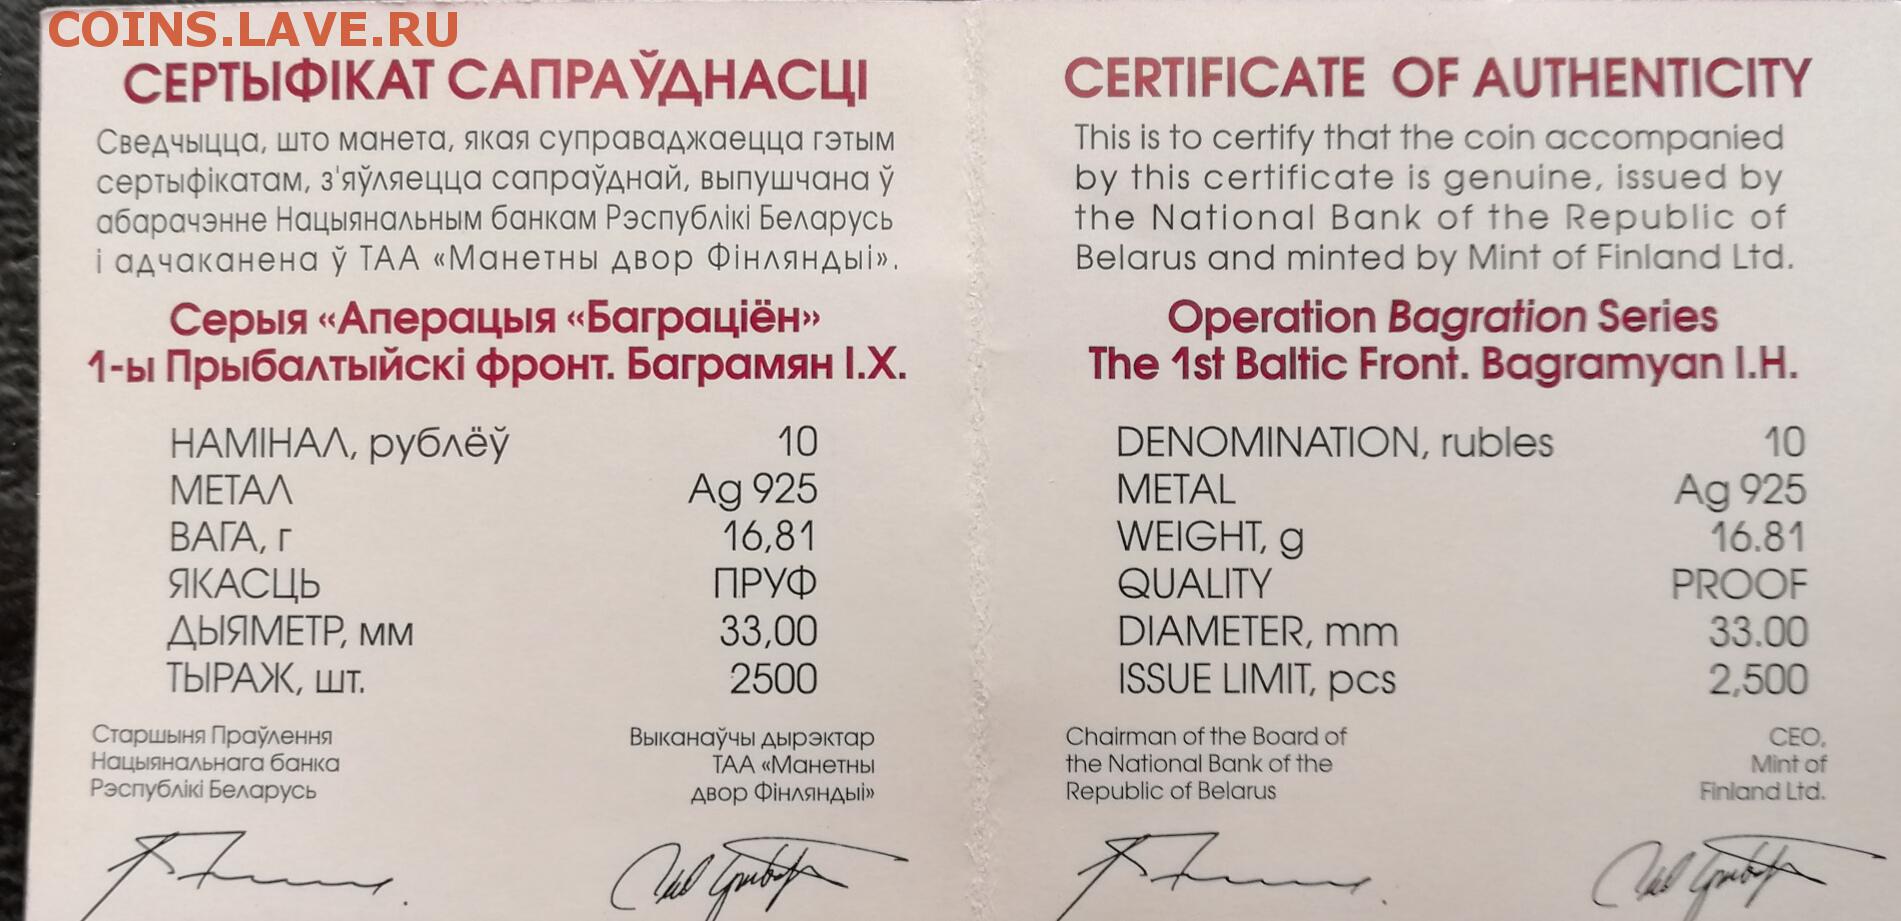 COINS.LAVE.RU
СЕРТЫФІКАТ САПРАЎДНАСЦІ
Сведчыцца, што манета, якая суправаджаецца гэтым
сертыфікатам, з'яўляецца сапраўднай, выпушчана ў
абарачэнне Нацыянальным банкам Рэспублікі Беларусь
і адчаканена ў ТАА «Манетны двор Фінляндыі».
Серыя «Аперацыя «Баграціён»
1-ы Прыбалтыйскі фронт. Баграмян І.Х.
НАМІНАЛ, рублёў 10
МЕТАЛ Ag 925
ВАГА, г 16,81
ЯКАСЦЬ ПРУФ
ДЫЯМЕТР, мм 33,00
ТЫРАЖ, шт. 2500
Старшыня Праўлення
Нацыянальнага банка
Рэспублікі Беларусь
Выканаўчы дырэктар
ТАА «Манетны
двор Фінляндыі»
CERTIFICATE OF AUTHENTICITY
This is to certify that the coin accompanied
by this certificate is genuine, issued by
the National Bank of the Republic of
Belarus and minted by Mint of Finland Ltd.
Operation Bagration Series
The 1st Baltic Front. Bagramyan I.H.
DENOMINATION, rubles 10
METAL Ag 925
WEIGHT, g 16.81
QUALITY PROOF
DIAMETER, mm 33.00
ISSUE LIMIT, pcs 2,500
Chairman of the Board of
the National Bank of the
Republic of Belarus
CEO,
Mint of
Finland Ltd.